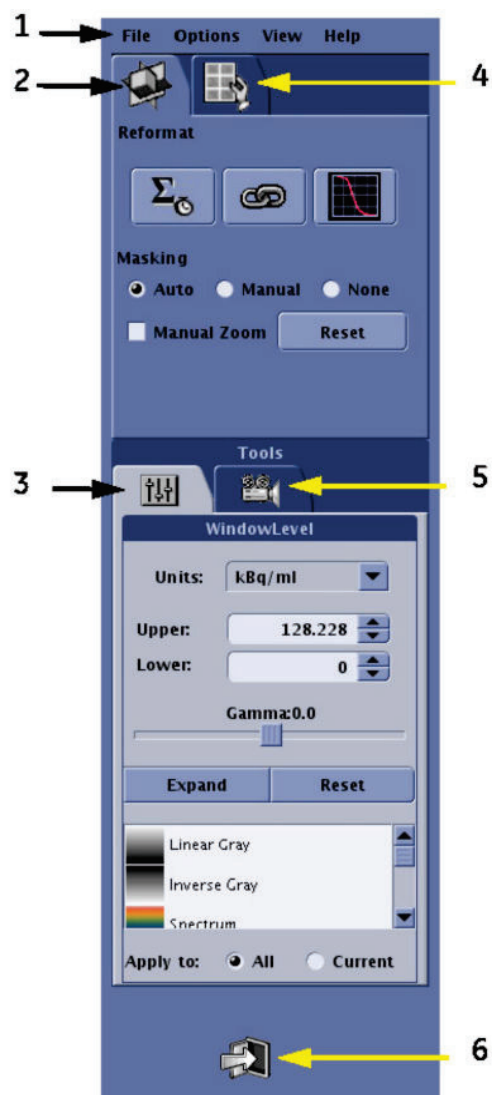 1
File Options View Help
2
4
Reformat
Σ
Masking
Auto Manual None
Manual Zoom Reset
Tools
3
5
WindowLevel
Units: kBq/ml
Upper: 128.228
Lower: 0
Gamma:0.0
Expand Reset
Linear Gray
Inverse Gray
Spectrum
Apply to: All Current
6